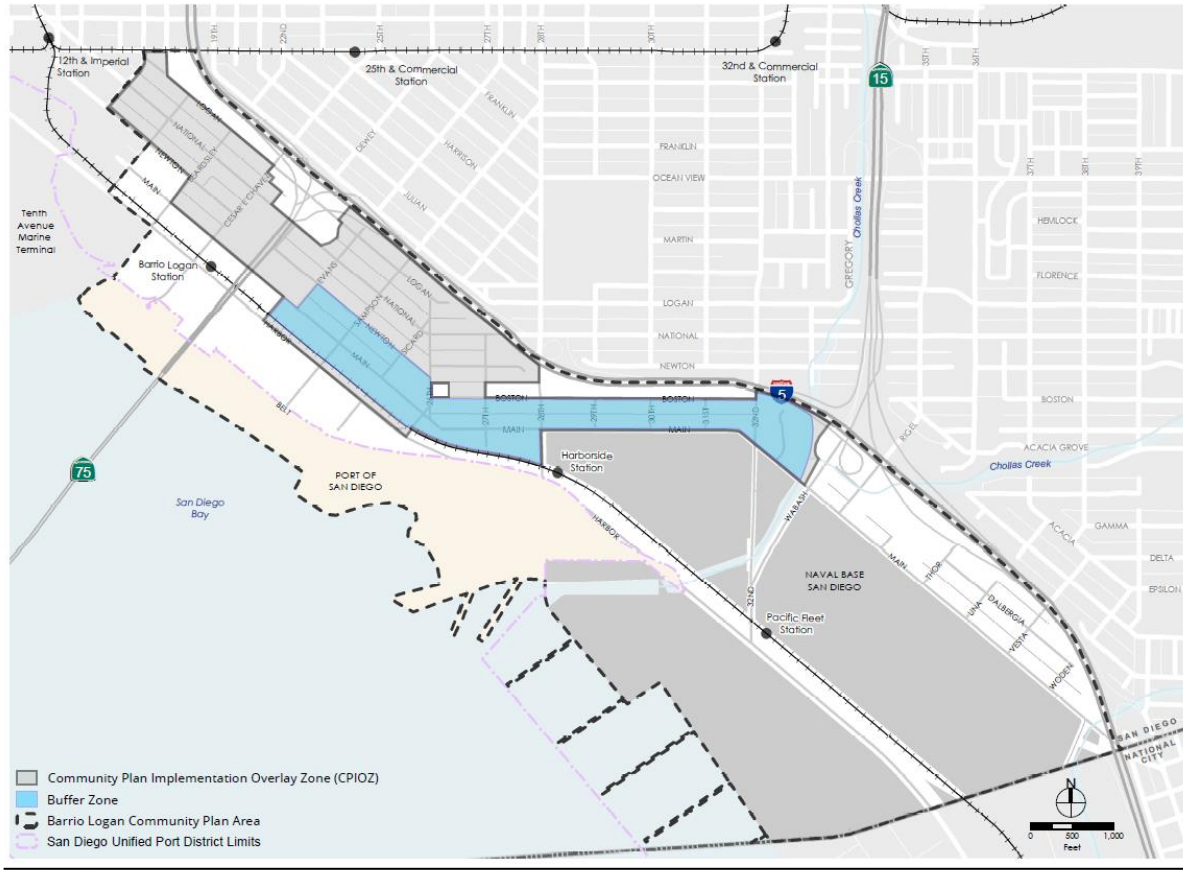 19TH
22ND
25TH
27TH
28TH
30TH
12th & Imperial
Station
25th & Commercial
Station
32nd & Commercial
Station
15
35TH
36TH
LOGAN
NATIONAL
NEWTON
BEARDSLEY
MAIN
CESAR E CHAVEZ
DEWEY
FRANKLIN
HARRISON
JULIAN
FRANKLIN
OCEAN VIEW
MARTIN
LOGAN
NATIONAL
NEWTON
GREGORY
Chollas Creek
37TH
38TH
39TH
HEMLOCK
FLORENCE
Tenth
Avenue
Marine
Terminal
Barrio Logan
Station
EVANS
SAMPSON
LOGAN
NATIONAL
NEWTON
SICARD
MAIN
HARBOR
BELT
26TH
27TH
BOSTON
28TH
29TH
30TH
BOSTON
31ST
32ND
MAIN
MAIN
5
BOSTON
RIGEL
ACACIA GROVE
Chollas Creek
75
San Diego
Bay
PORT OF
SAN DIEGO
Harborside
Station
HARBOR
WABASH
32ND
NAVAL BASE
SAN DIEGO
Pacific Fleet
Station
MAIN
THOR
UNA
DALBERGIA
VESTA
WODEN
ACACIA
GAMMA
DELTA
EPSILON
SAN DIEGO
NATIONAL
CITY
Community Plan Implementation Overlay Zone (CPIOZ)
Buffer Zone
Barrio Logan Community Plan Area
San Diego Unified Port District Limits
N
0 500 1,000
Feet